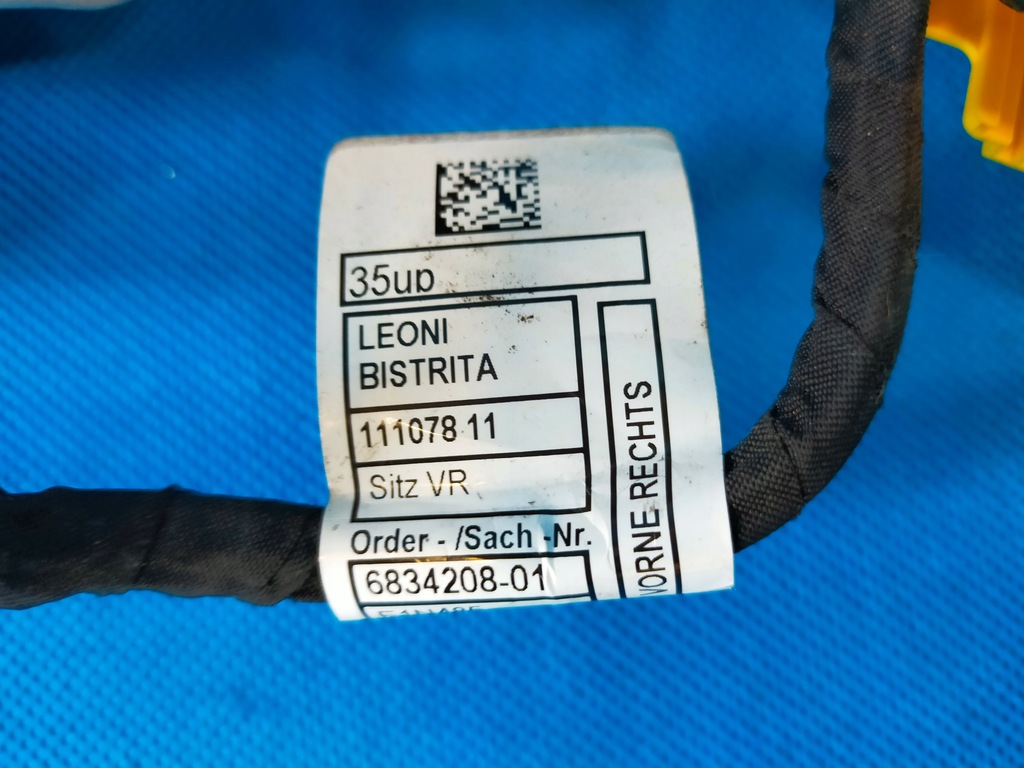 35up
LEONI
BISTRITA
111078 11
Sitz VR
Order - /Sach -Nr.
6834208-01
VORNE RECHTS